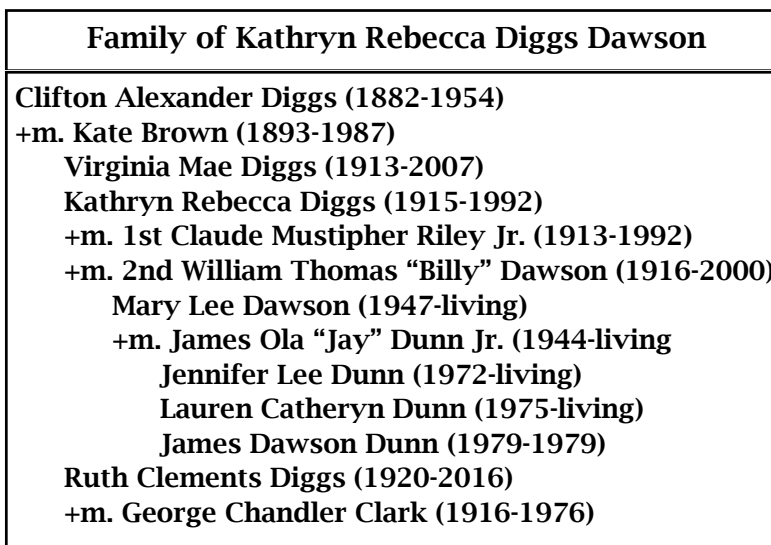 Family of Kathryn Rebecca Diggs Dawson
Clifton Alexander Diggs (1882-1954)
+m. Kate Brown (1893-1987)
Virginia Mae Diggs (1913-2007)
Kathryn Rebecca Diggs (1915-1992)
+m. 1st Claude Mustipher Riley Jr. (1913-1992)
+m. 2nd William Thomas “Billy” Dawson (1916-2000)
Mary Lee Dawson (1947-living)
+m. James Ola “Jay” Dunn Jr. (1944-living
Jennifer Lee Dunn (1972-living)
Lauren Catheryn Dunn (1975-living)
James Dawson Dunn (1979-1979)
Ruth Clements Diggs (1920-2016)
+m. George Chandler Clark (1916-1976)